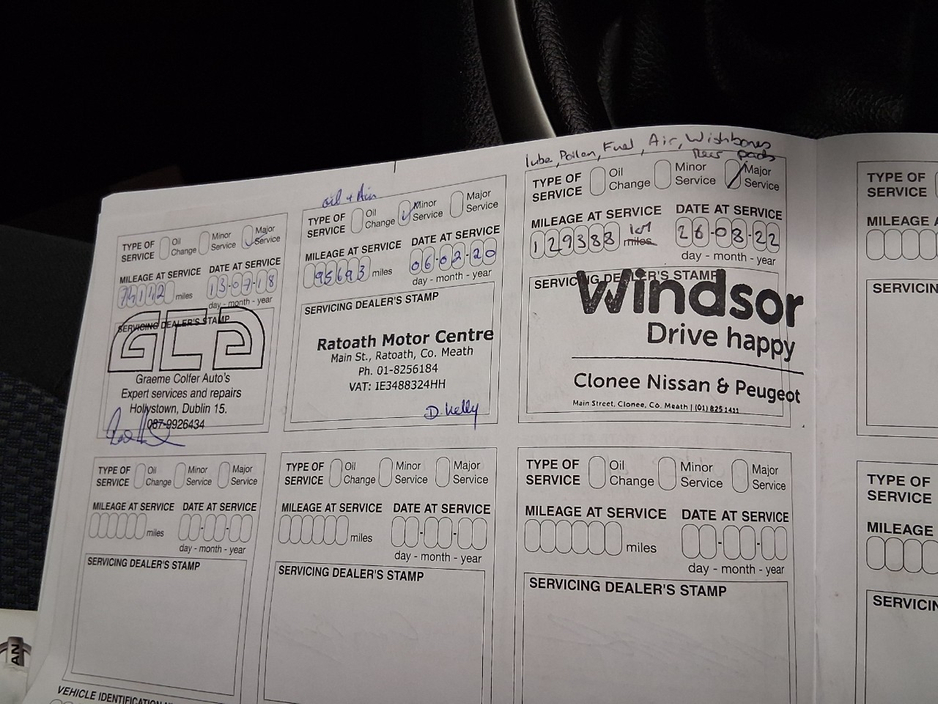 TYPE OF SERVICE Oil Change Minor Service Major Service
MILEAGE AT SERVICE DATE AT SERVICE
miles 13-07-18
day - month - year
SERVICING DEALER'S STAMP
GCA
Graeme Colfer Auto's
Expert services and repairs
Hollystown, Dublin 15.
087-9926434
oil + Air
TYPE OF SERVICE Oil Change Minor Service Major Service
MILEAGE AT SERVICE DATE AT SERVICE
95693 miles 06-02-20
day - month - year
SERVICING DEALER'S STAMP
Ratoath Motor Centre
Main St., Ratoath, Co. Meath
Ph. 01-8256184
VAT: 1E3488324HH
D. Kelly
lube, Pollen, Fuel, Air, Wishbones
Rear pads
TYPE OF SERVICE Oil Change Minor Service Major Service
MILEAGE AT SERVICE DATE AT SERVICE
129383 km miles 26-08-22
day - month - year
SERVICING DEALER'S STAMP
Windsor
Drive happy
Clonee Nissan & Peugeot
Main Street, Clonee, Co. Meath | (01) 825 1411
TYPE OF SERVICE
MILEAGE A
SERVICIN
TYPE OF SERVICE Oil Change Minor Service Major Service
MILEAGE AT SERVICE DATE AT SERVICE
miles
day - month - year
SERVICING DEALER'S STAMP
TYPE OF SERVICE Oil Change Minor Service Major Service
MILEAGE AT SERVICE DATE AT SERVICE
miles
day - month - year
SERVICING DEALER'S STAMP
TYPE OF SERVICE Oil Change Minor Service Major Service
MILEAGE AT SERVICE DATE AT SERVICE
miles
day - month - year
SERVICING DEALER'S STAMP
TYPE OF SERVICE
MILEAGE
SERVICIN
VEHICLE IDENTIFICATION
AN